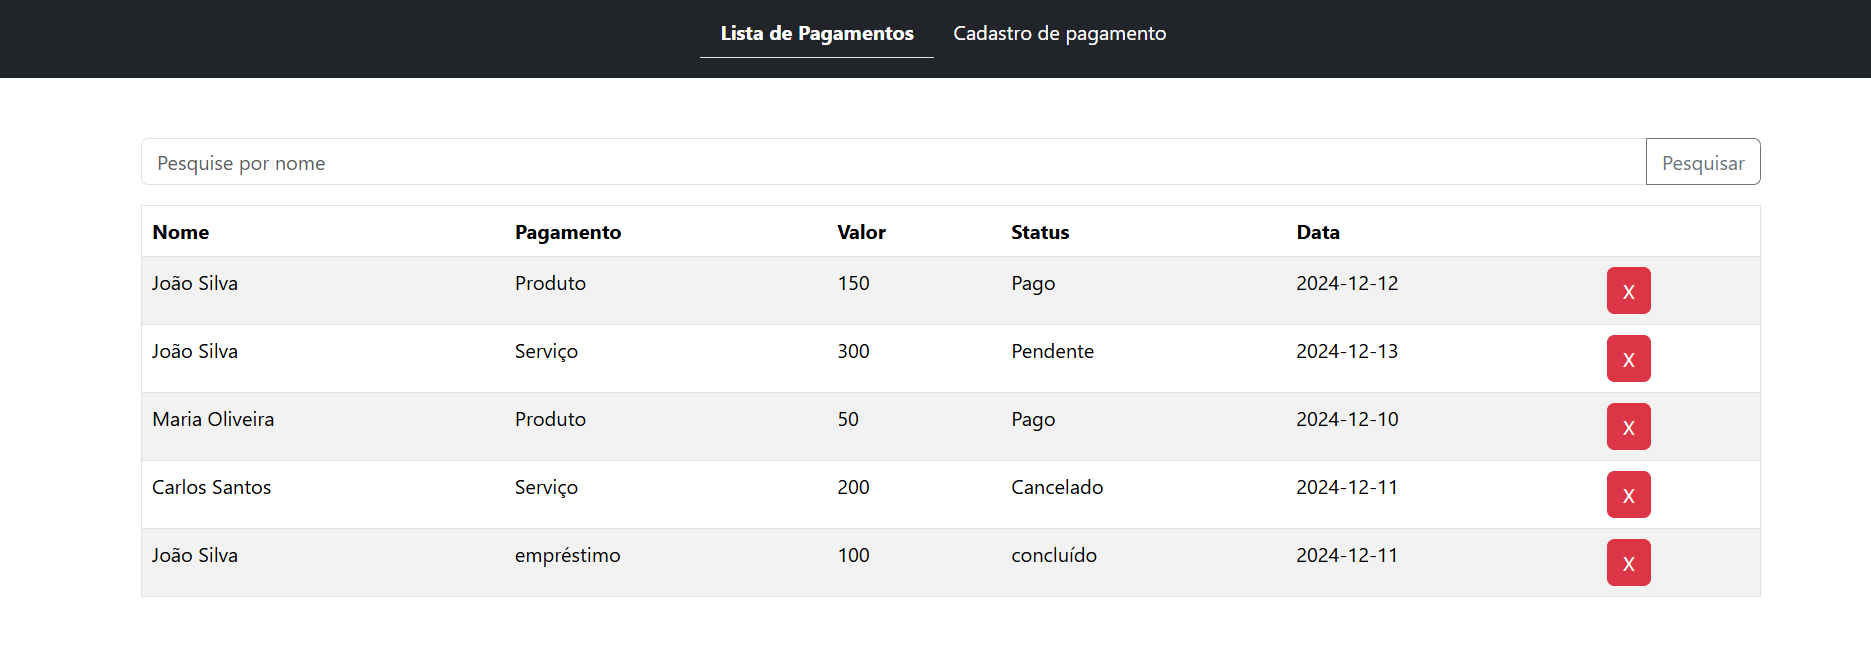 Lista de Pagamentos Cadastro de pagamento
Pesquise por nome Pesquisar
Nome Pagamento Valor Status Data
João Silva Produto 150 Pago 2024-12-12 X
João Silva Serviço 300 Pendente 2024-12-13 X
Maria Oliveira Produto 50 Pago 2024-12-10 X
Carlos Santos Serviço 200 Cancelado 2024-12-11 X
João Silva empréstimo 100 concluído 2024-12-11 X